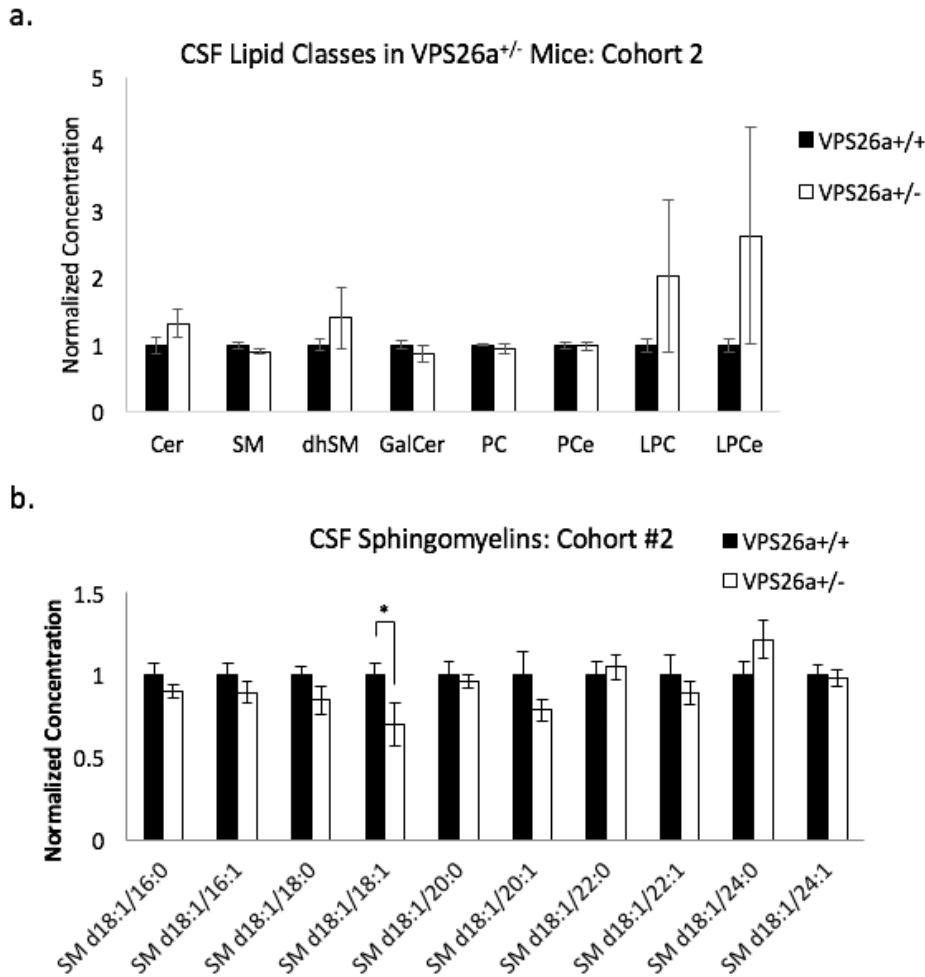 a.
CSF Lipid Classes in VPS26a+/- Mice: Cohort 2
Normalized Concentration
5
4
3
2
1
0
VPS26a+/+
VPS26a+/-
Cer SM dhSM GalCer PC PCe LPC LPCe
b.
CSF Sphingomyelins: Cohort #2
VPS26a+/+
VPS26a+/-
Normalized Concentration
1.5
1
0.5
0
*
SM d18:1/16:0
SM d18:1/16:1
SM d18:1/18:0
SM d18:1/18:1
SM d18:1/20:0
SM d18:1/20:1
SM d18:1/22:0
SM d18:1/22:1
SM d18:1/24:0
SM d18:1/24:1